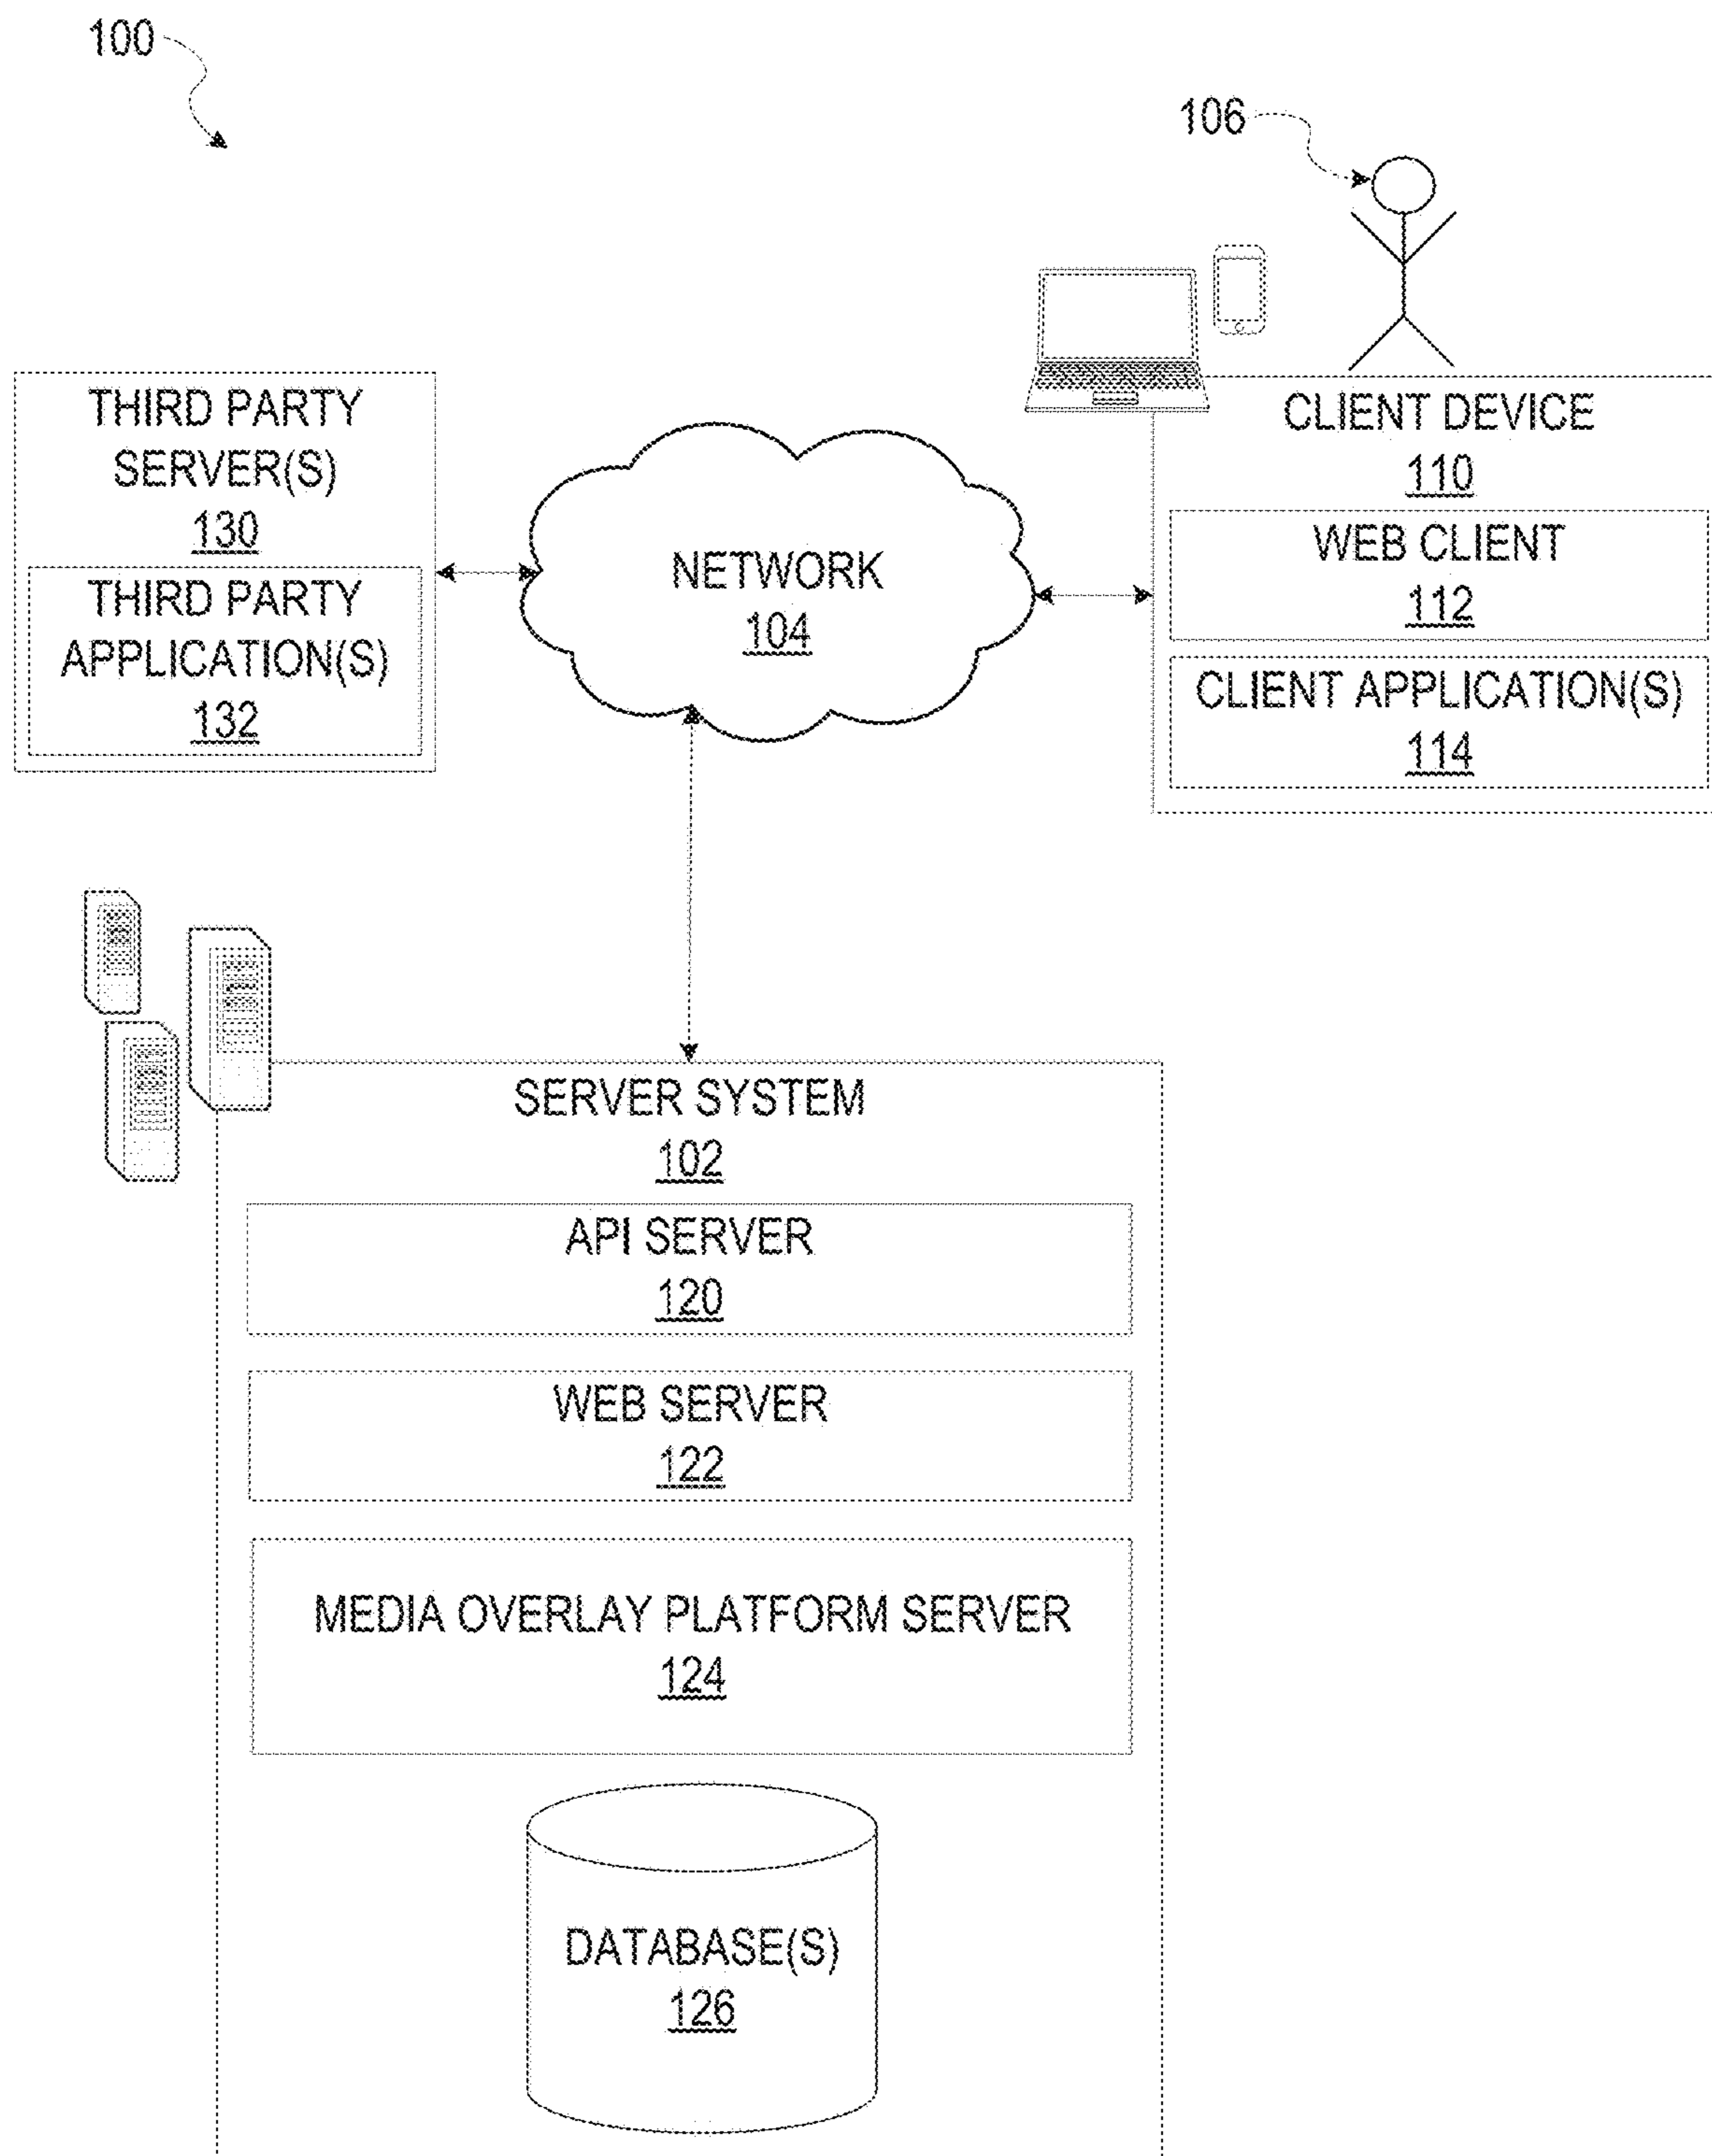 100
106
THIRD PARTY
SERVER(S)
130
THIRD PARTY
APPLICATION(S)
132
NETWORK
104
CLIENT DEVICE
110
WEB CLIENT
112
CLIENT APPLICATION(S)
114
SERVER SYSTEM
102
API SERVER
120
WEB SERVER
122
MEDIA OVERLAY PLATFORM SERVER
124
DATABASE(S)
126